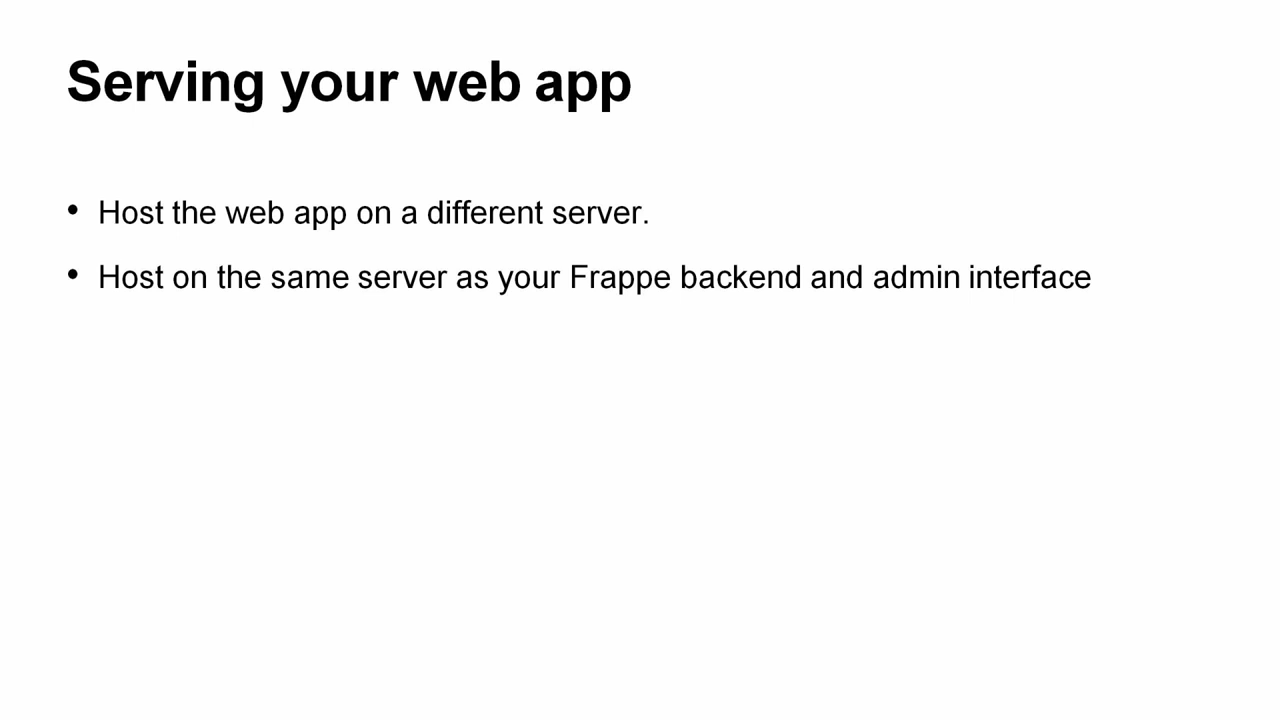 Serving your web app
• Host the web app on a different server.
• Host on the same server as your Frappe backend and admin interface